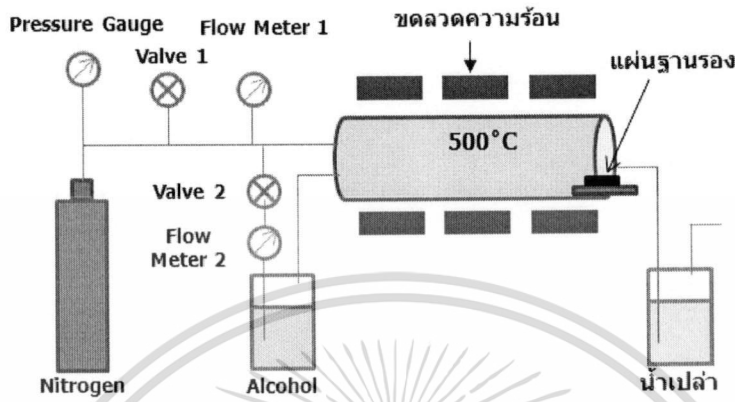 Pressure Gauge
Flow Meter 1
Valve 1
ขดลวดความร้อน
แผ่นฐานรอง
500°C
Valve 2
Flow
Meter 2
Nitrogen
Alcohol
น้ำเปล่า